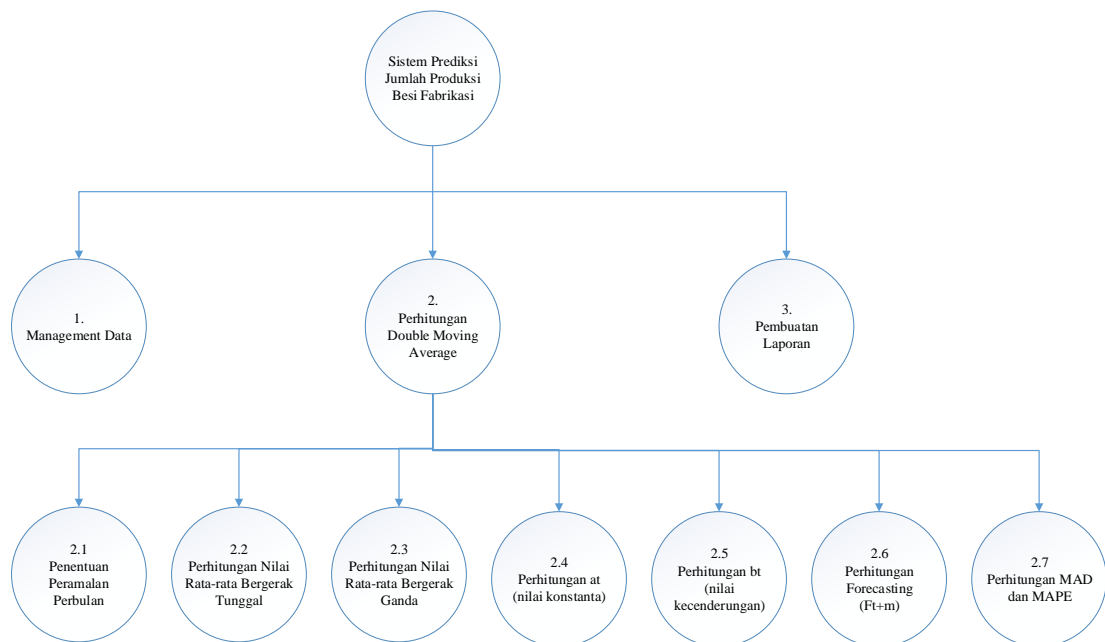 Sistem Prediksi
Jumlah Produksi
Besi Fabrikasi
1.
Management Data
2.
Perhitungan
Double Moving
Average
3.
Pembuatan
Laporan
2.1
Penentuan
Peramalan
Perbulan
2.2
Perhitungan Nilai
Rata-rata Bergerak
Tunggal
2.3
Perhitungan Nilai
Rata-rata Bergerak
Ganda
2.4
Perhitungan at
(nilai konstanta)
2.5
Perhitungan bt
(nilai
kecenderungan)
2.6
Perhitungan
Forecasting
(Ft+m)
2.7
Perhitungan MAD
dan MAPE